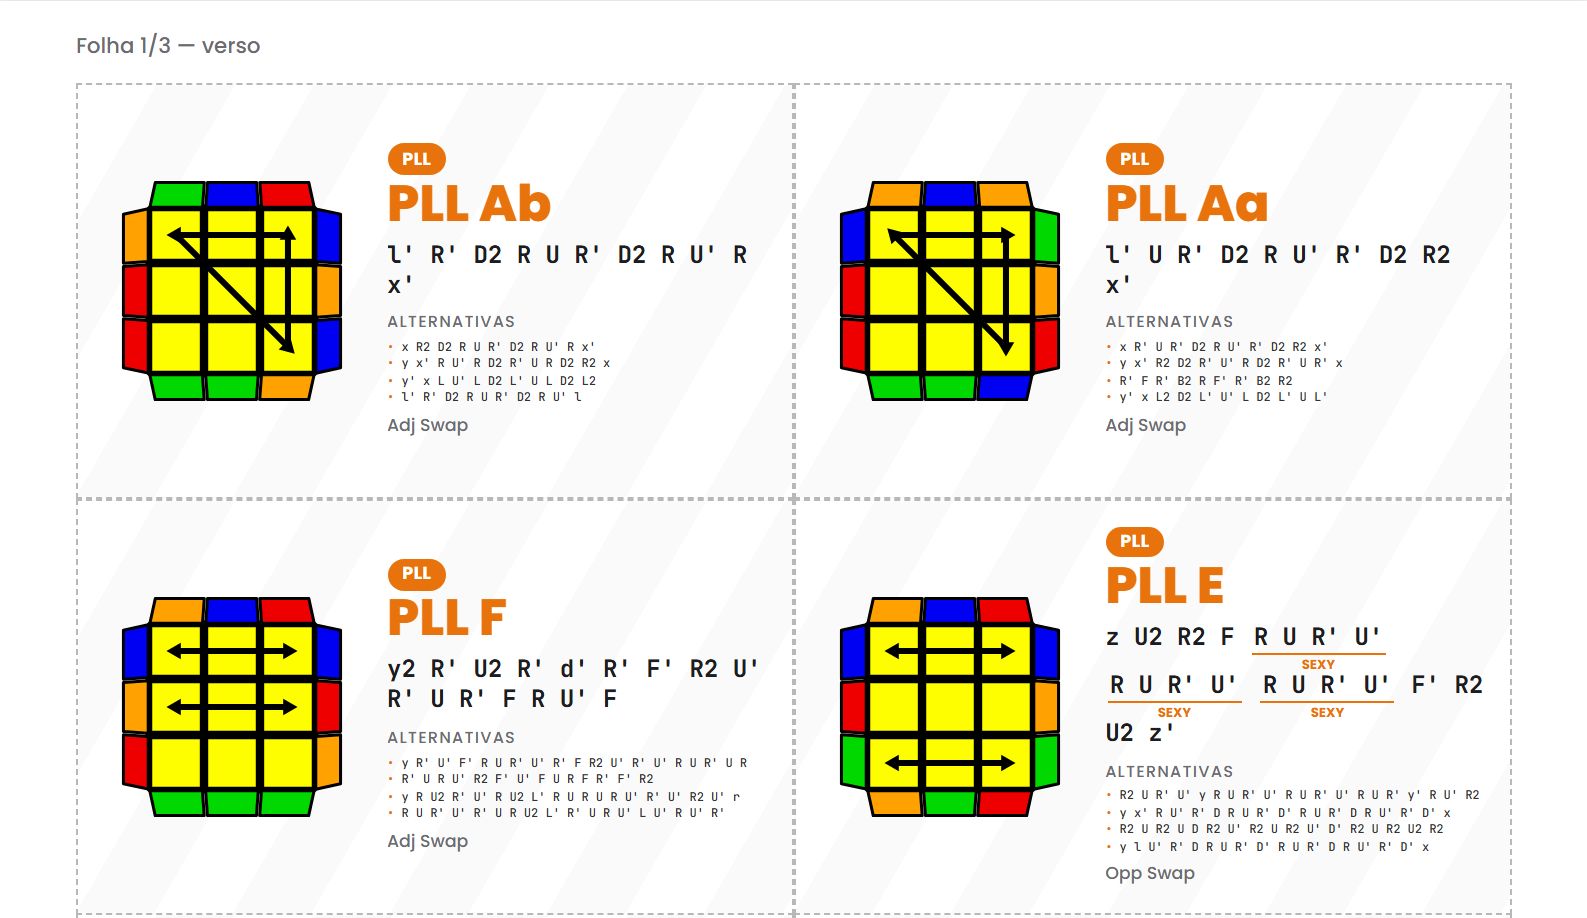 Folha 1/3 — verso
PLL
PLL Ab
l' R' D2 R U R' D2 R U' R
x'
ALTERNATIVAS
• x R2 D2 R U R' D2 R U' R x'
• y x' R U' R D2 R' U R D2 R2 x
• y' x L U' L D2 L' U L D2 L2
• l' R' D2 R U R' D2 R U' l
Adj Swap
PLL
PLL Aa
l' U R' D2 R U' R' D2 R2
x'
ALTERNATIVAS
• x R' U R' D2 R U' R' D2 R2 x'
• y x' R2 D2 R' U' R D2 R' U R' x
• R' F R' B2 R F' R' B2 R2
• y' x L2 D2 L' U' L D2 L' U L'
Adj Swap
PLL
PLL F
y2 R' U2 R' d' R' F' R2 U'
R' U R' F R U' F
ALTERNATIVAS
• y R' U' F' R U R' U' R' F R2 U' R' U' R U R' U R
• R' U R U' R2 F' U' F U R F R' F' R2
• y R U2 R' U' R U2 L' R U R U R U' R' U' R2 U' r
• R U R' U' R' U R U2 L' R' U R U' L U' R U' R'
Adj Swap
PLL
PLL E
z U2 R2 F R U R' U'
SEXY
R U R' U' R U R' U' F' R2
SEXY SEXY
U2 z'
ALTERNATIVAS
• R2 U R' U' y R U R' U' R U R' U' R U R' y' R U' R2
• y x' R U' R' D R U R' D' R U R' D R U' R' D' x
• R2 U R2 U D R2 U' R2 U R2 U' D' R2 U R2 U2 R2
• y l U' R' D R U R' D' R U R' D R U' R' D' x
Opp Swap